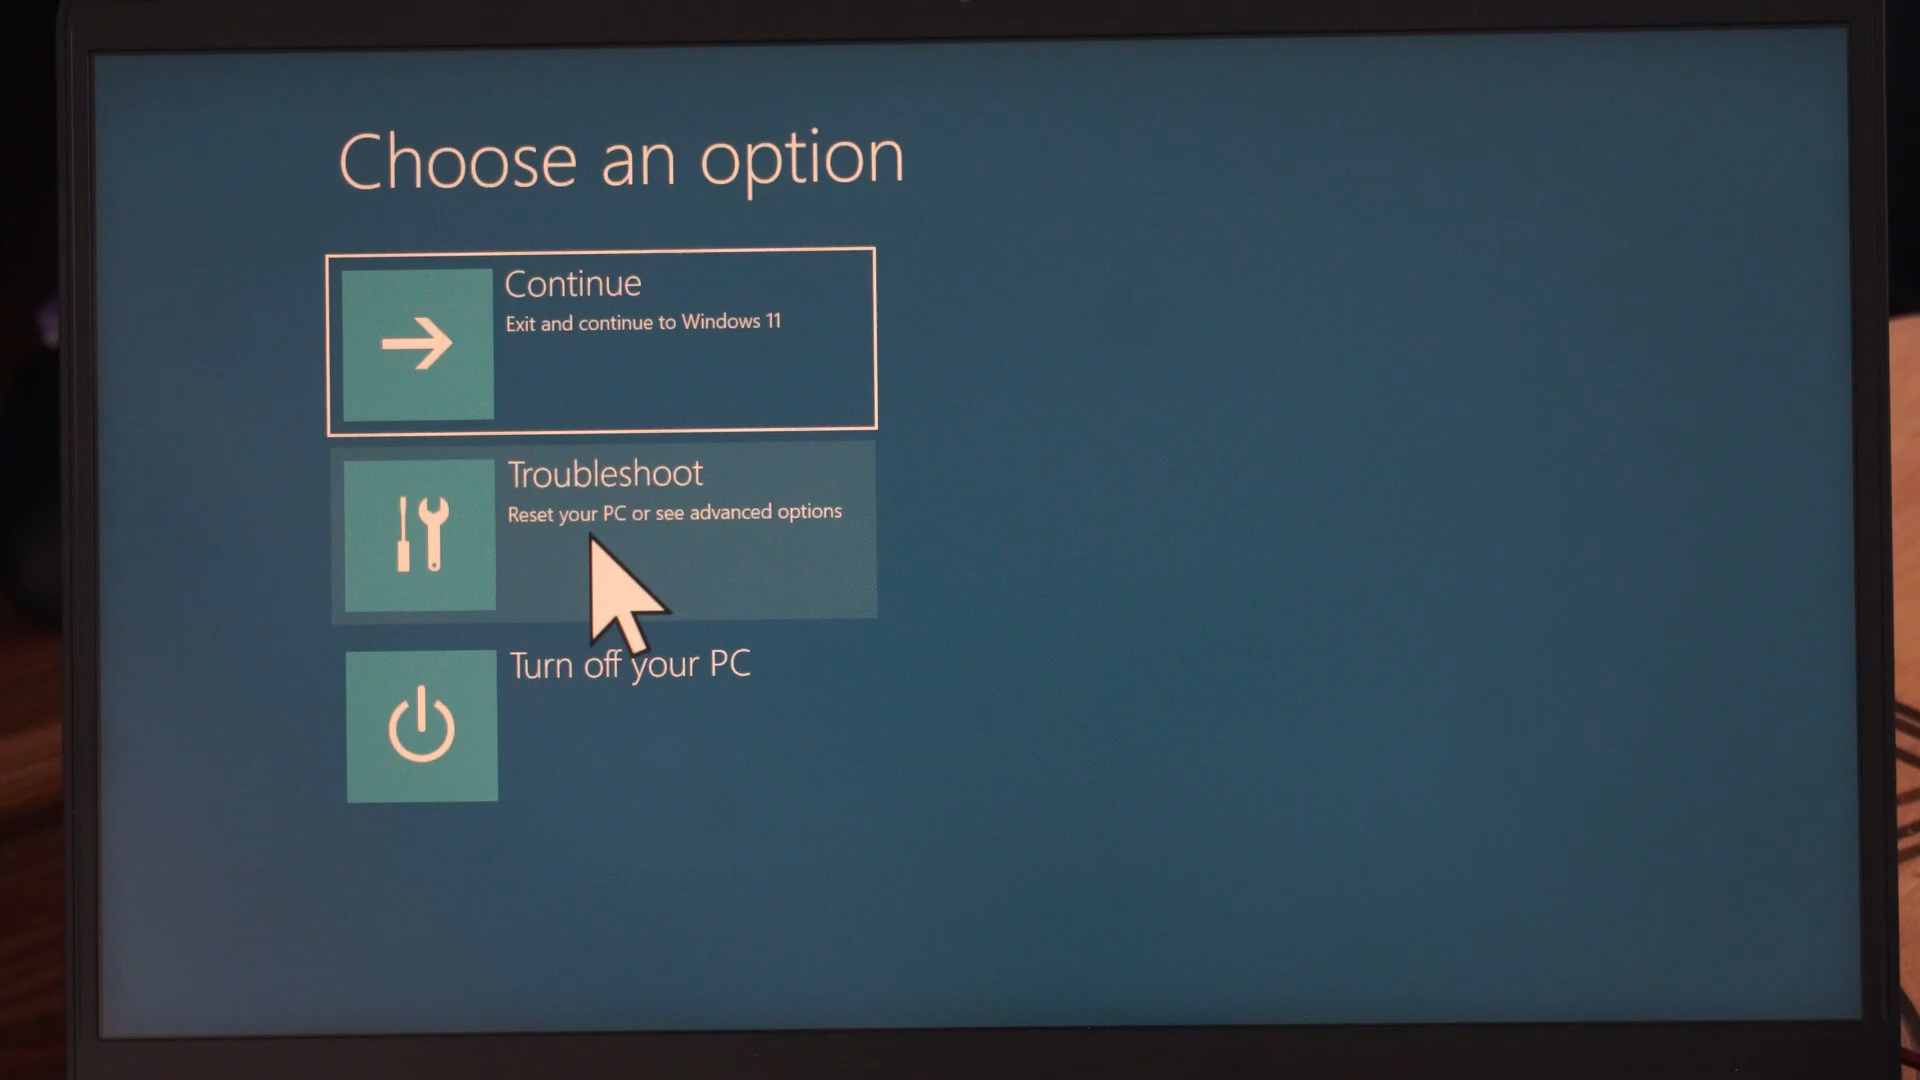 Choose an option
Continue
Exit and continue to Windows 11
Troubleshoot
Reset your PC or see advanced options
Turn off your PC